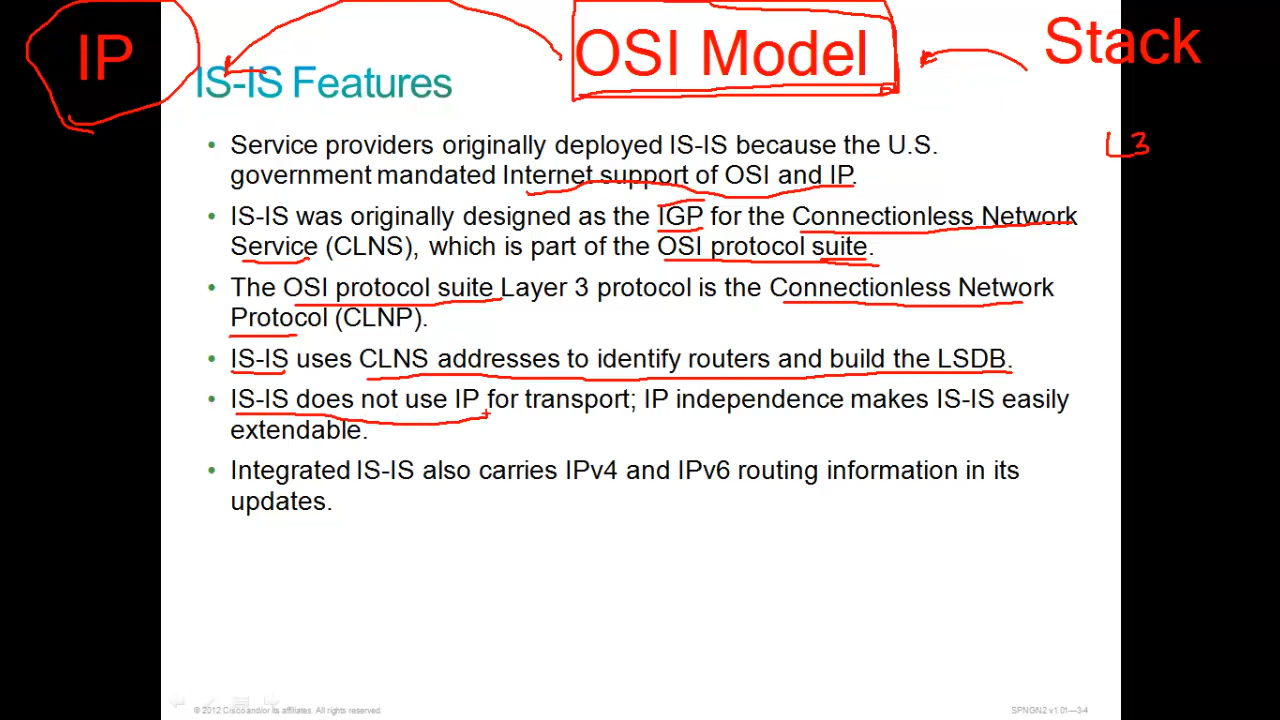 IP
OSI Model
Stack
IS-IS Features
L3
• Service providers originally deployed IS-IS because the U.S.
government mandated Internet support of OSI and IP.
• IS-IS was originally designed as the IGP for the Connectionless Network
Service (CLNS), which is part of the OSI protocol suite.
• The OSI protocol suite Layer 3 protocol is the Connectionless Network
Protocol (CLNP).
• IS-IS uses CLNS addresses to identify routers and build the LSDB.
• IS-IS does not use IP for transport; IP independence makes IS-IS easily
extendable.
• Integrated IS-IS also carries IPv4 and IPv6 routing information in its
updates.
© 2012 Cisco and/or its affiliates. All rights reserved.
SPNGN2 v1.01—3-4